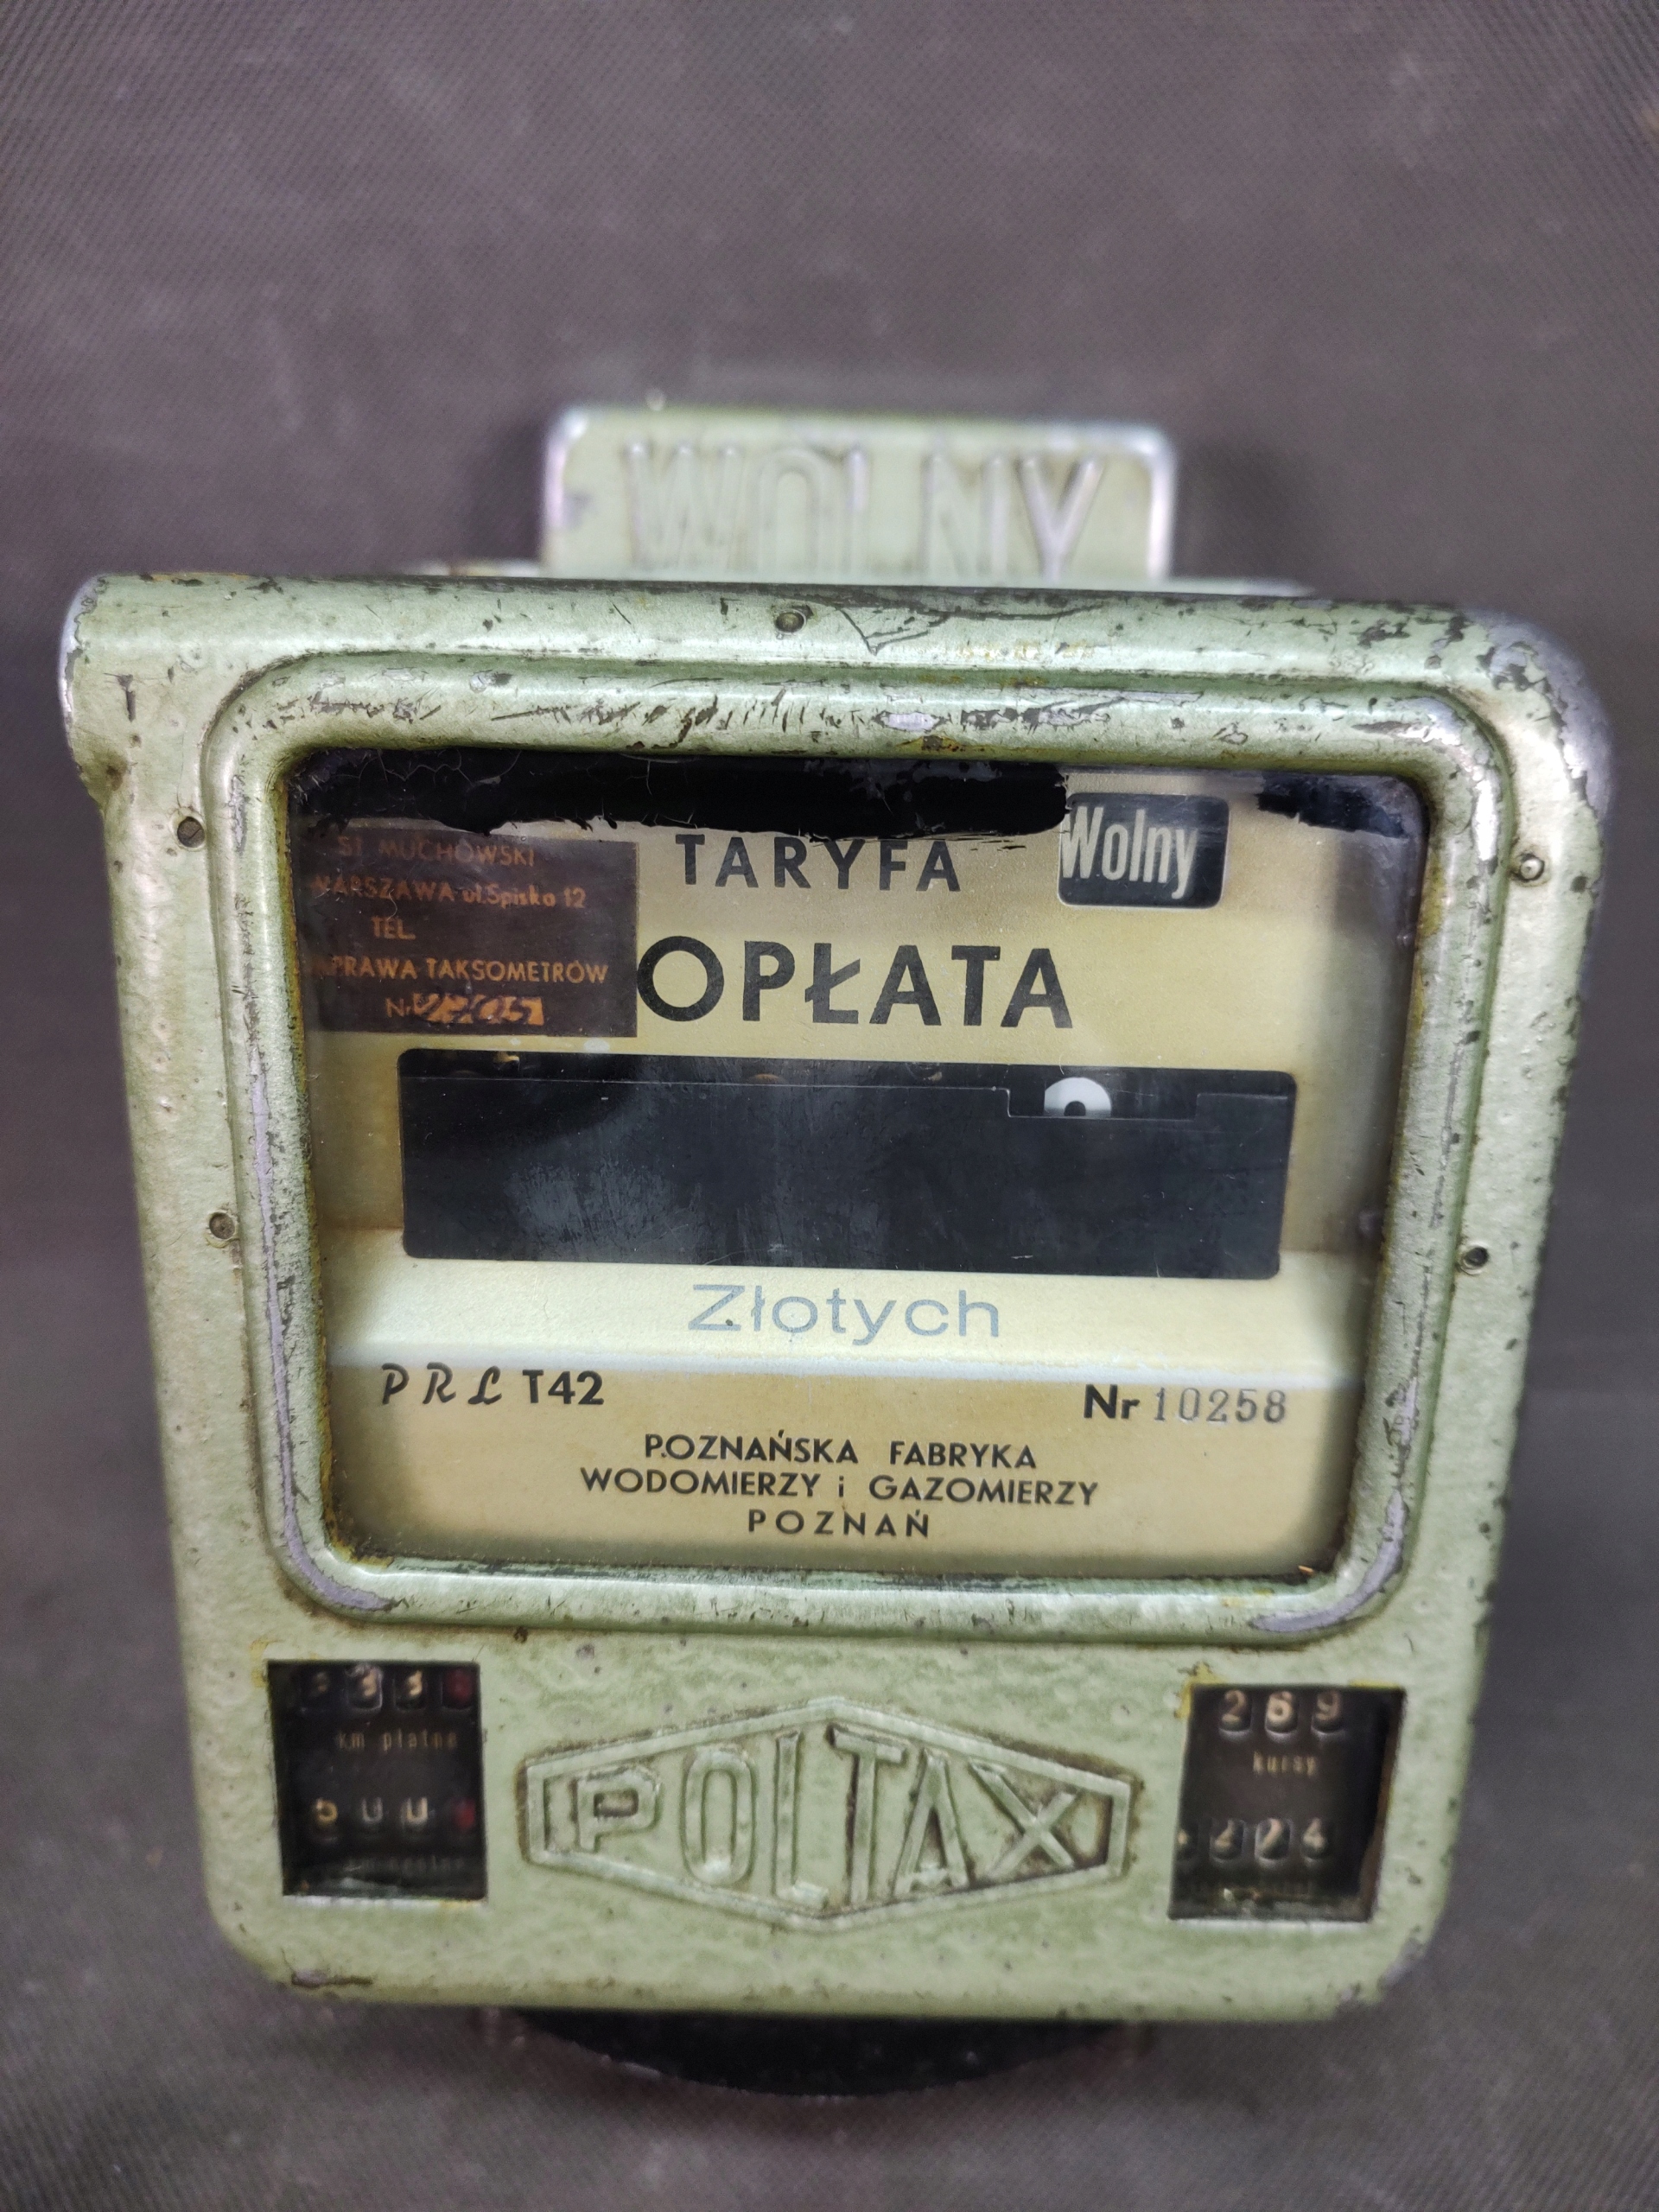 WOLNY
TARYFA Wolny
ST. MUCHOWSKI
WARSZAWA ul. Spiska 12
TEL.
NAPRAWA TAKSOMETRÓW
Nr
OPŁATA
Złotych
PRL T42 Nr 10258
POZNAŃSKA FABRYKA
WODOMIERZY i GAZOMIERZY
POZNAŃ
km płatne
POLTAX
269
kursy